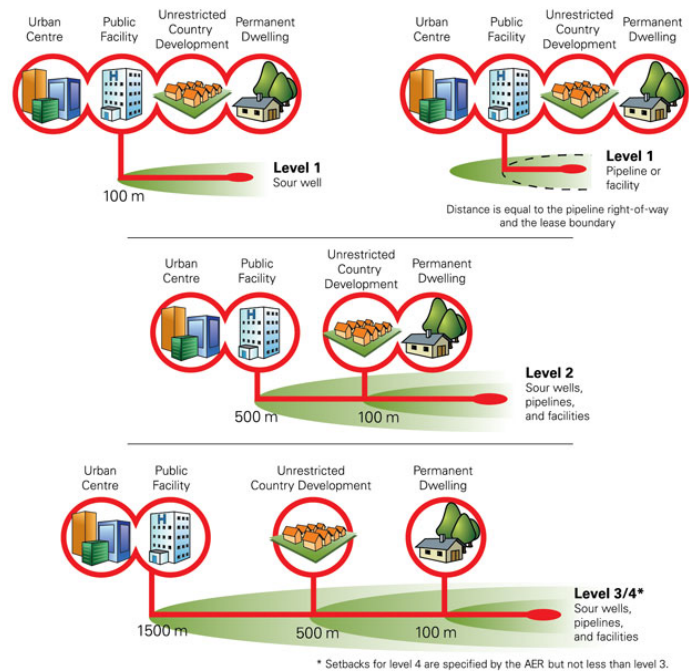 Urban
Centre
Public
Facility
Unrestricted
Country
Development
Permanent
Dwelling
H
100 m
Level 1
Sour well
Urban
Centre
Public
Facility
Unrestricted
Country
Development
Permanent
Dwelling
H
Level 1
Pipeline or
facility
Distance is equal to the pipeline right-of-way
and the lease boundary
Urban
Centre
Public
Facility
Unrestricted
Country
Development
Permanent
Dwelling
H
500 m
100 m
Level 2
Sour wells,
pipelines,
and facilities
Urban
Centre
Public
Facility
Unrestricted
Country Development
Permanent
Dwelling
H
1500 m
500 m
100 m
Level 3/4*
Sour wells,
pipelines,
and facilities
* Setbacks for level 4 are specified by the AER but not less than level 3.